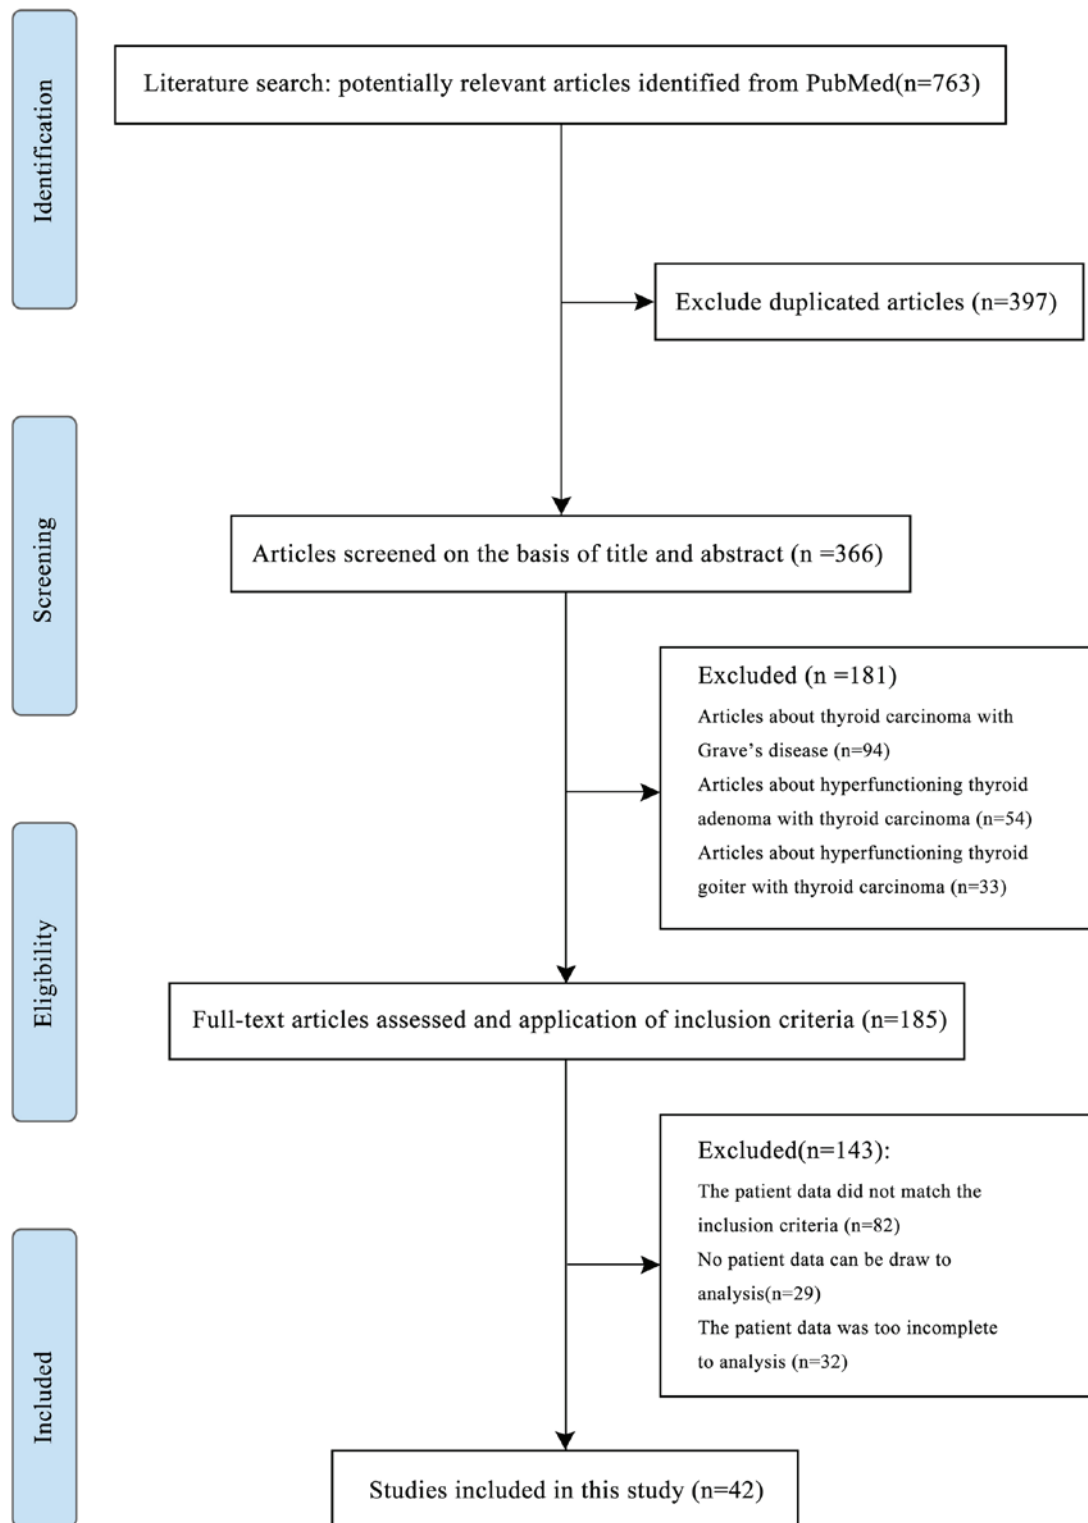 Identification
Literature search: potentially relevant articles identified from PubMed(n=763)
Exclude duplicated articles (n=397)
Screening
Articles screened on the basis of title and abstract (n =366)
Excluded (n =181)
Articles about thyroid carcinoma with
Grave's disease (n=94)
Articles about hyperfunctioning thyroid
adenoma with thyroid carcinoma (n=54)
Articles about hyperfunctioning thyroid
goiter with thyroid carcinoma (n=33)
Eligibility
Full-text articles assessed and application of inclusion criteria (n=185)
Excluded(n=143):
The patient data did not match the
inclusion criteria (n=82)
No patient data can be draw to
analysis(n=29)
The patient data was too incomplete
to analysis (n=32)
Included
Studies included in this study (n=42)